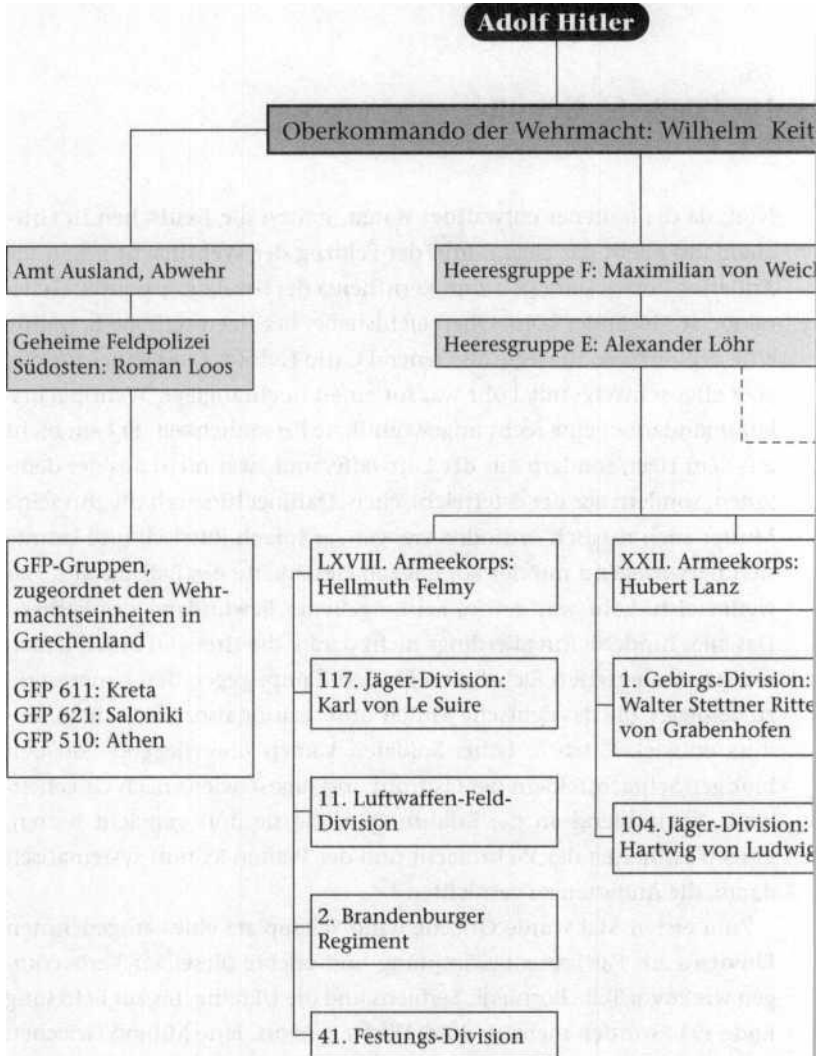 Adolf Hitler
Oberkommando der Wehrmacht: Wilhelm Keit
Amt Ausland, Abwehr
Geheime Feldpolizei
Südosten: Roman Loos
Heeresgruppe F: Maximilian von Weich
Heeresgruppe E: Alexander Löhr
GFP-Gruppen,
zugeordnet den Wehr-
machtseinheiten in
Griechenland
GFP 611: Kreta
GFP 621: Saloniki
GFP 510: Athen
LXVIII. Armeekorps:
Hellmuth Felmy
117. Jäger-Division:
Karl von Le Suire
11. Luftwaffen-Feld-
Division
2. Brandenburger
Regiment
41. Festungs-Division
XXII. Armeekorps:
Hubert Lanz
1. Gebirgs-Division:
Walter Stettner Ritte
von Grabenhofen
104. Jäger-Division:
Hartwig von Ludwig